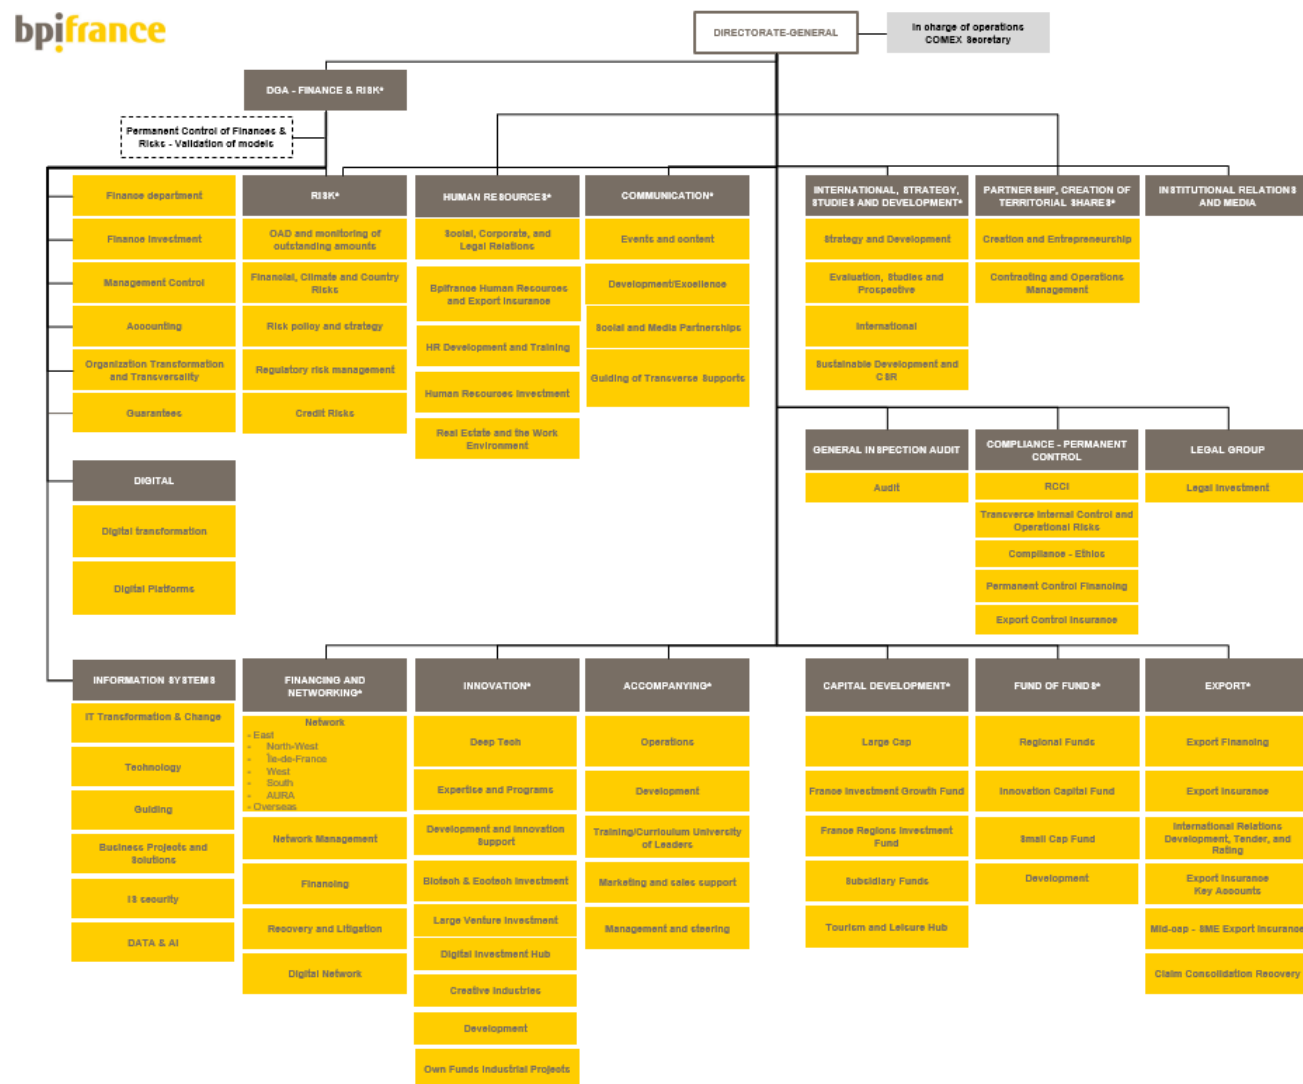 bpifrance
DIRECTORATE-GENERAL
In charge of operations
COMEX Secretary
DGA - FINANCE & RISK*
Permanent Control of Finances &
Risks - Validation of models
Finance department
Finance Investment
Management Control
Accounting
Organization Transformation
and Transversality
Guarantees
RISK*
OAD and monitoring of
outstanding amounts
Financial, Climate and Country
Risks
Risk policy and strategy
Regulatory risk management
Credit Risks
HUMAN RESOURCES*
Social, Corporate, and
Legal Relations
Bpifrance Human Resources
and Export Insurance
HR Development and Training
Human Resources Investment
Real Estate and the Work
Environment
COMMUNICATION*
Events and content
Development/Excellence
Social and Media Partnerships
Guiding of Transverse Supports
INTERNATIONAL, STRATEGY,
STUDIES AND DEVELOPMENT*
Strategy and Development
Evaluation, Studies and
Prospective
International
Sustainable Development and
CSR
PARTNERSHIP, CREATION OF
TERRITORIAL SHARES*
Creation and Entrepreneurship
Contracting and Operations
Management
INSTITUTIONAL RELATIONS
AND MEDIA
DIGITAL
Digital transformation
Digital Platforms
GENERAL INSPECTION AUDIT
Audit
COMPLIANCE - PERMANENT
CONTROL
RCCI
Transverse Internal Control and
Operational Risks
Compliance - Ethics
Permanent Control Financing
Export Control Insurance
LEGAL GROUP
Legal Investment
INFORMATION SYSTEMS
IT Transformation & Change
Technology
Guiding
Business Projects and
Solutions
IS security
DATA & AI
FINANCING AND
NETWORKING*
Network
- East
- North-West
- Île-de-France
- West
- South
- AURA
- Overseas
Network Management
Financing
Recovery and Litigation
Digital Network
INNOVATION*
Deep Tech
Expertise and Programs
Development and Innovation
Support
Biotech & Ecotech Investment
Large Venture Investment
Digital Investment Hub
Creative Industries
Development
Own Funds Industrial Projects
ACCOMPANYING*
Operations
Development
Training/Curriculum University
of Leaders
Marketing and sales support
Management and steering
CAPITAL DEVELOPMENT*
Large Cap
France Investment Growth Fund
France Regions Investment
Fund
Subsidiary Funds
Tourism and Leisure Hub
FUND OF FUNDS*
Regional Funds
Innovation Capital Fund
Small Cap Fund
Development
EXPORT*
Export Financing
Export Insurance
International Relations
Development, Tender, and
Rating
Export Insurance
Key Accounts
Mid-cap - SME Export Insurance
Claim Consolidation Recovery